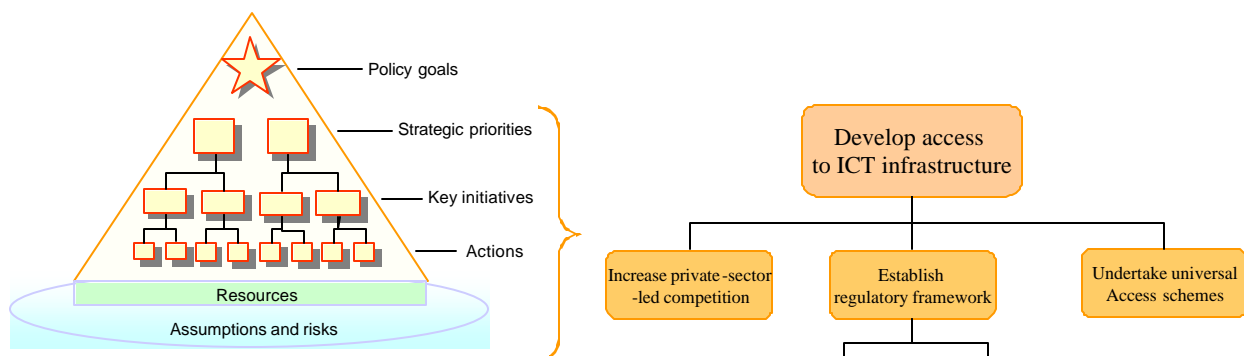 Policy goals
Strategic priorities
Key initiatives
Actions
Resources
Assumptions and risks
Develop access
to ICT infrastructure
Increase private-sector
-led competition
Establish
regulatory framework
Undertake universal
Access schemes